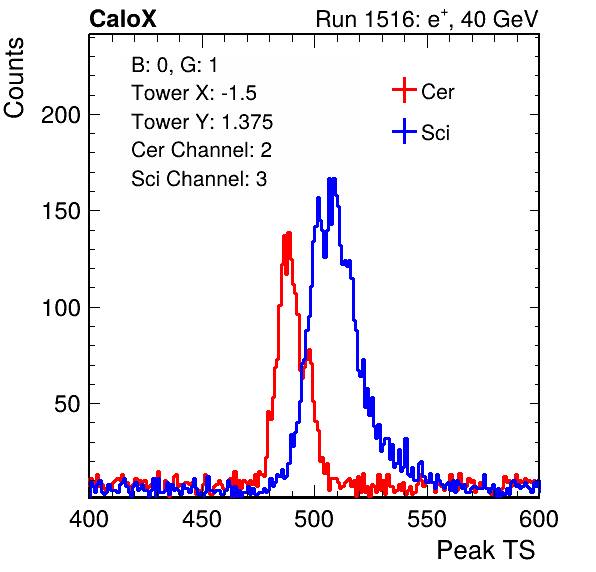 CaloX Run 1516: e⁺, 40 GeV
Counts
B: 0, G: 1
Tower X: -1.5
Tower Y: 1.375
Cer Channel: 2
Sci Channel: 3
Cer
Sci
200
150
100
50
400 450 500 550 600
Peak TS